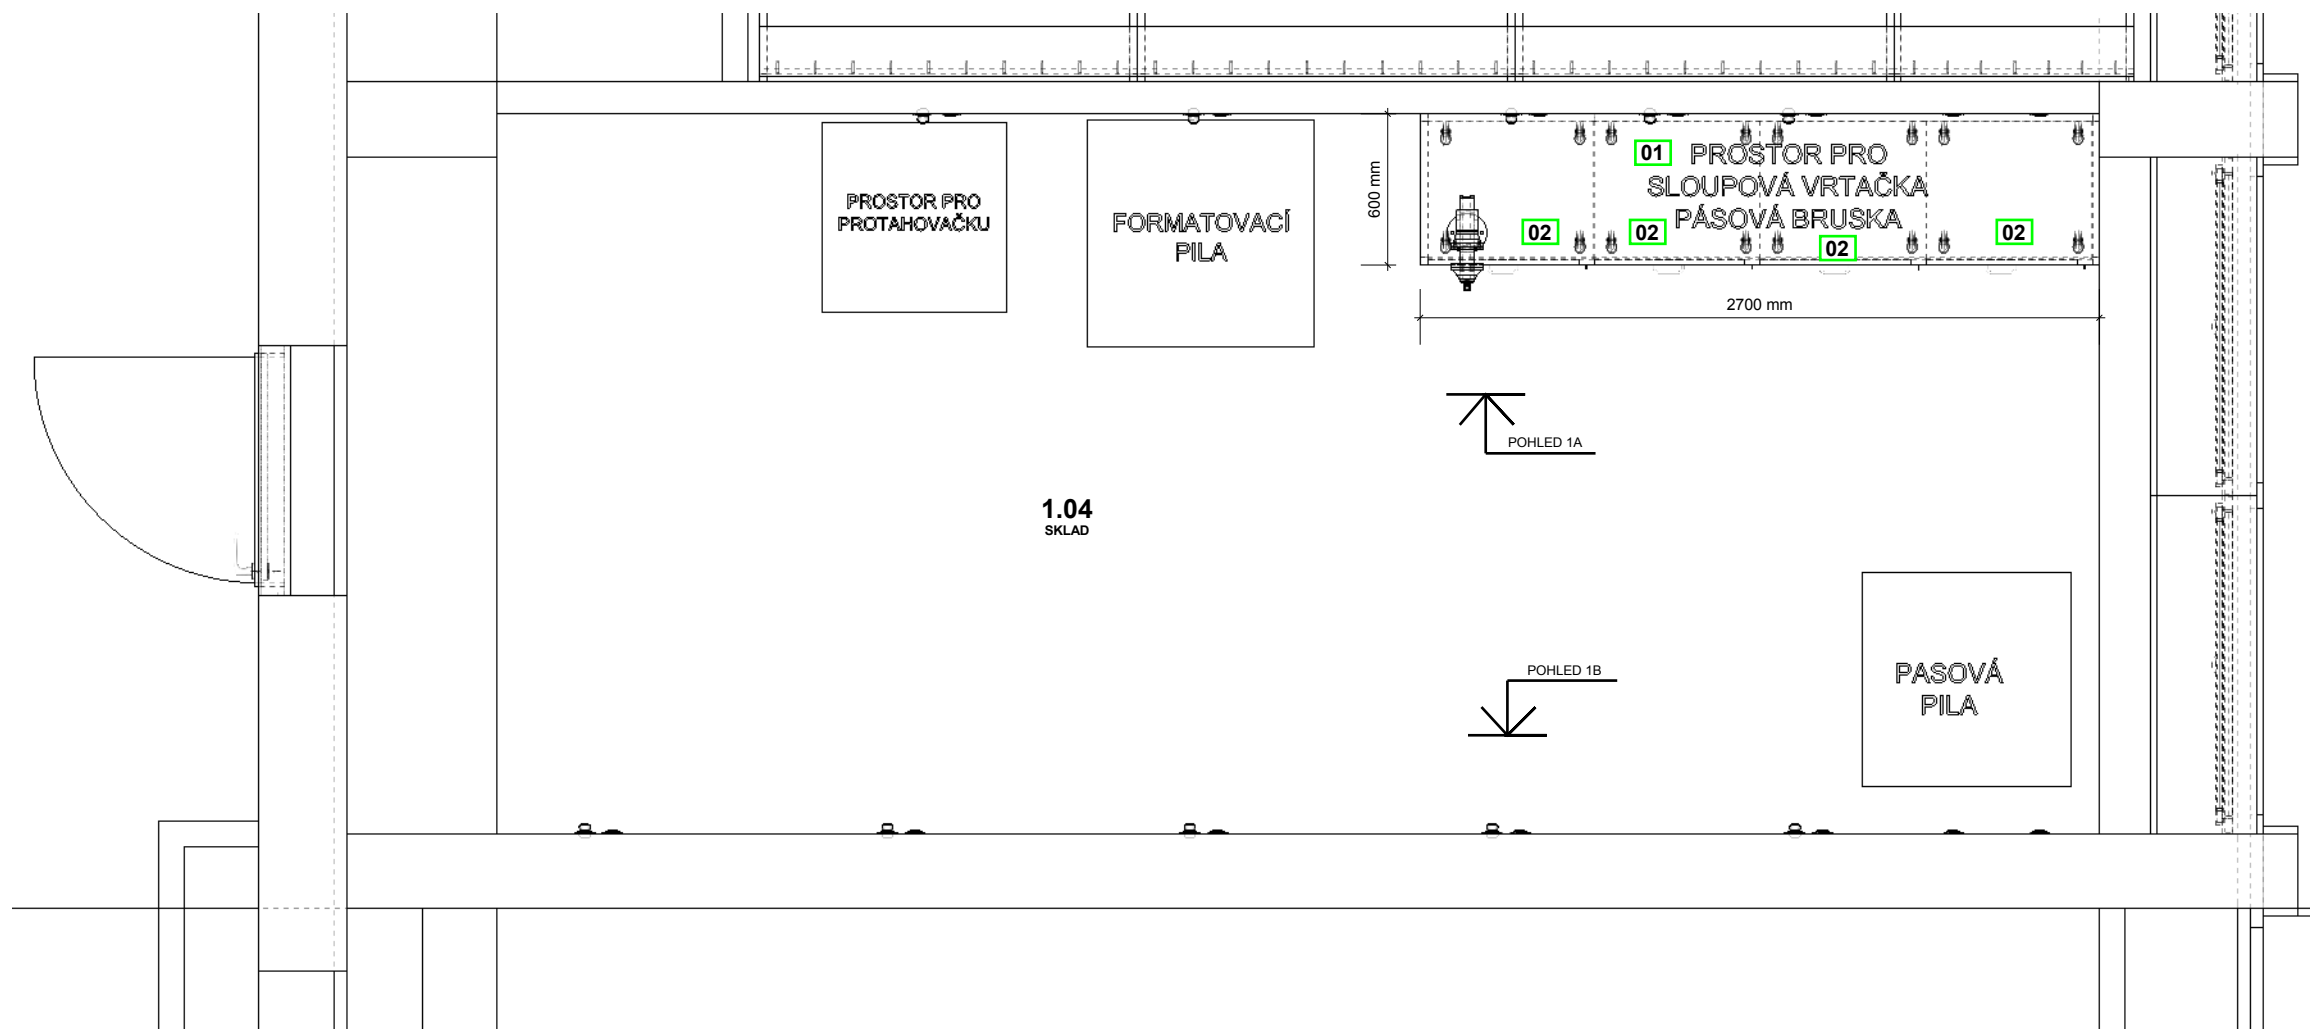 PROSTOR PRO
PROTAHOVAČKU
FORMATOVACÍ
PILA
600 mm
01
PROSTOR PRO
SLOUPOVÁ VRTAČKA
PÁSOVÁ BRUSKA
02
02
02
02
2700 mm
POHLED 1A
1.04
SKLAD
POHLED 1B
PASOVÁ
PILA